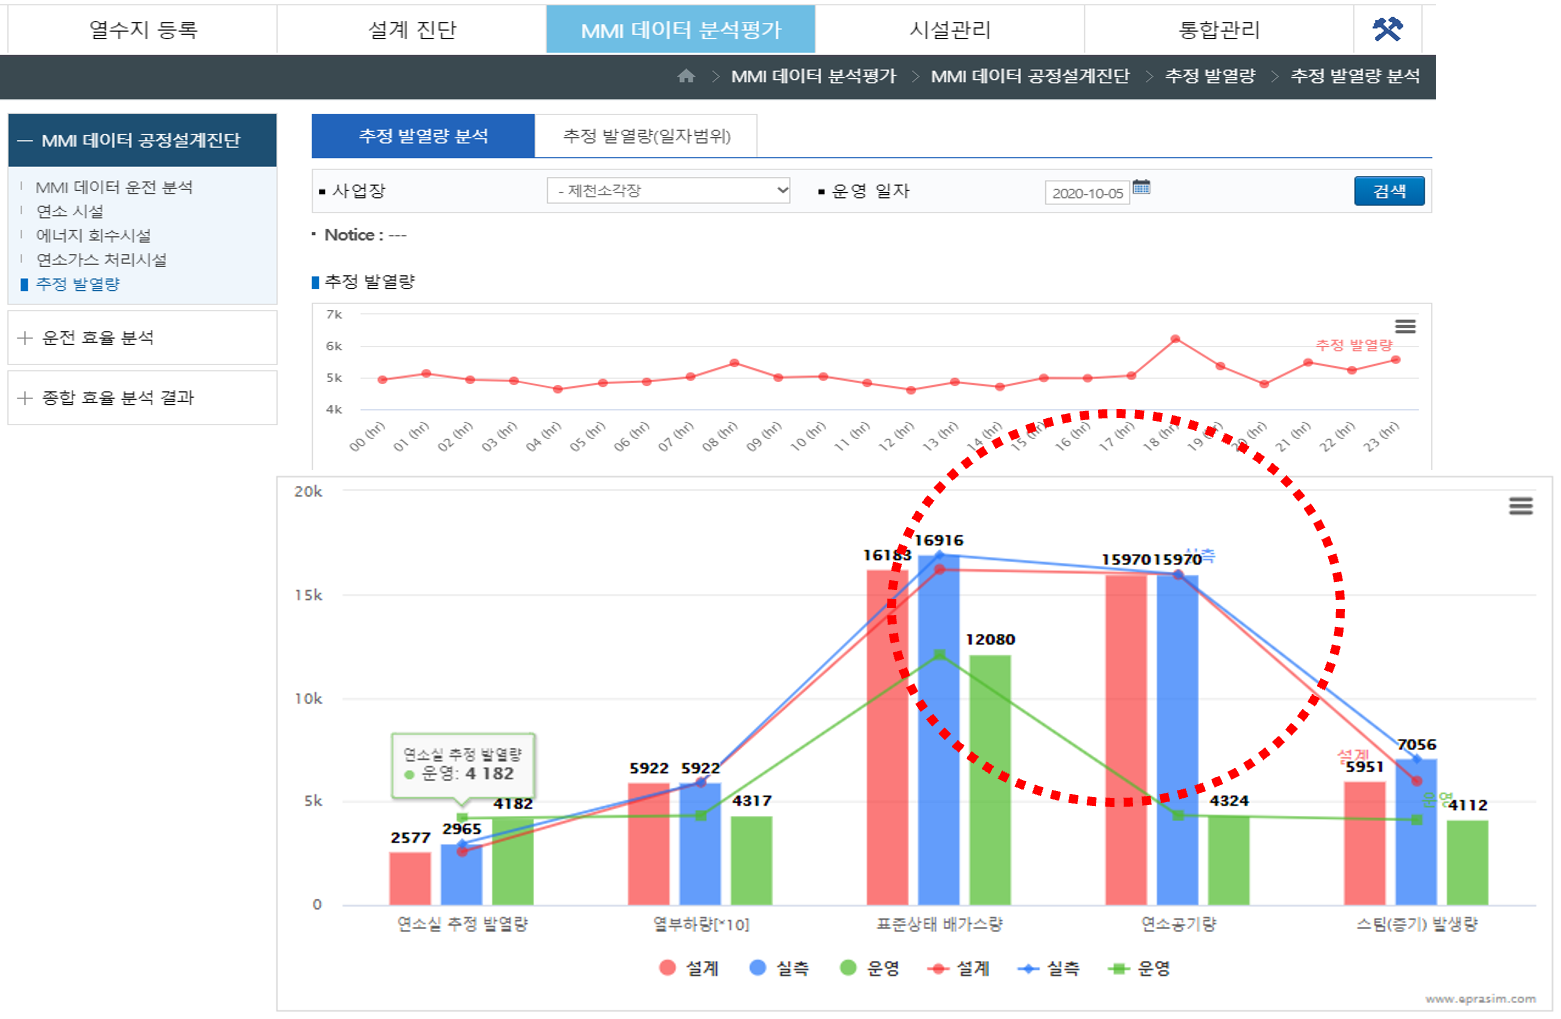 열수지 등록 설계 진단 MMI 데이터 분석평가 시설관리 통합관리
MMI 데이터 분석평가 > MMI 데이터 공정설계진단 > 추정 발열량 > 추정 발열량 분석
MMI 데이터 공정설계진단
MMI 데이터 운전 분석
연소 시설
에너지 회수시설
연소가스 처리시설
추정 발열량
운전 효율 분석
종합 효율 분석 결과
추정 발열량 분석 추정 발열량(일자범위)
사업장 - 제천소각장 운영 일자 2020-10-05 검색
Notice : ---
추정 발열량
7k
6k
5k
4k
추정 발열량
00 (hr) 01 (hr) 02 (hr) 03 (hr) 04 (hr) 05 (hr) 06 (hr) 07 (hr) 08 (hr) 09 (hr) 10 (hr) 11 (hr) 12 (hr) 13 (hr) 14 (hr) 15 (hr) 16 (hr) 17 (hr) 18 (hr) 19 (hr) 20 (hr) 21 (hr) 22 (hr) 23 (hr)
20k
15k
10k
5k
0
2577 2965 4182
5922 5922 4317
16183 16916 12080
15970 15970 4324
5951 7056 4112
실측
설계
운영
연소실 추정 발열량
운영: 4 182
연소실 추정 발열량 열부하량[*10] 표준상태 배가스량 연소공기량 스팀(증기) 발생량
설계 실측 운영 설계 실측 운영
www.eprasim.com